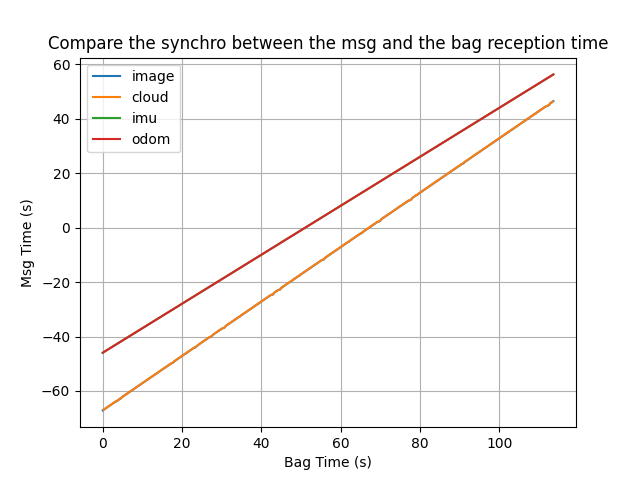 Compare the synchro between the msg and the bag reception time
image
cloud
imu
odom
60
40
20
0
−20
−40
−60
Msg Time (s)
0 20 40 60 80 100
Bag Time (s)